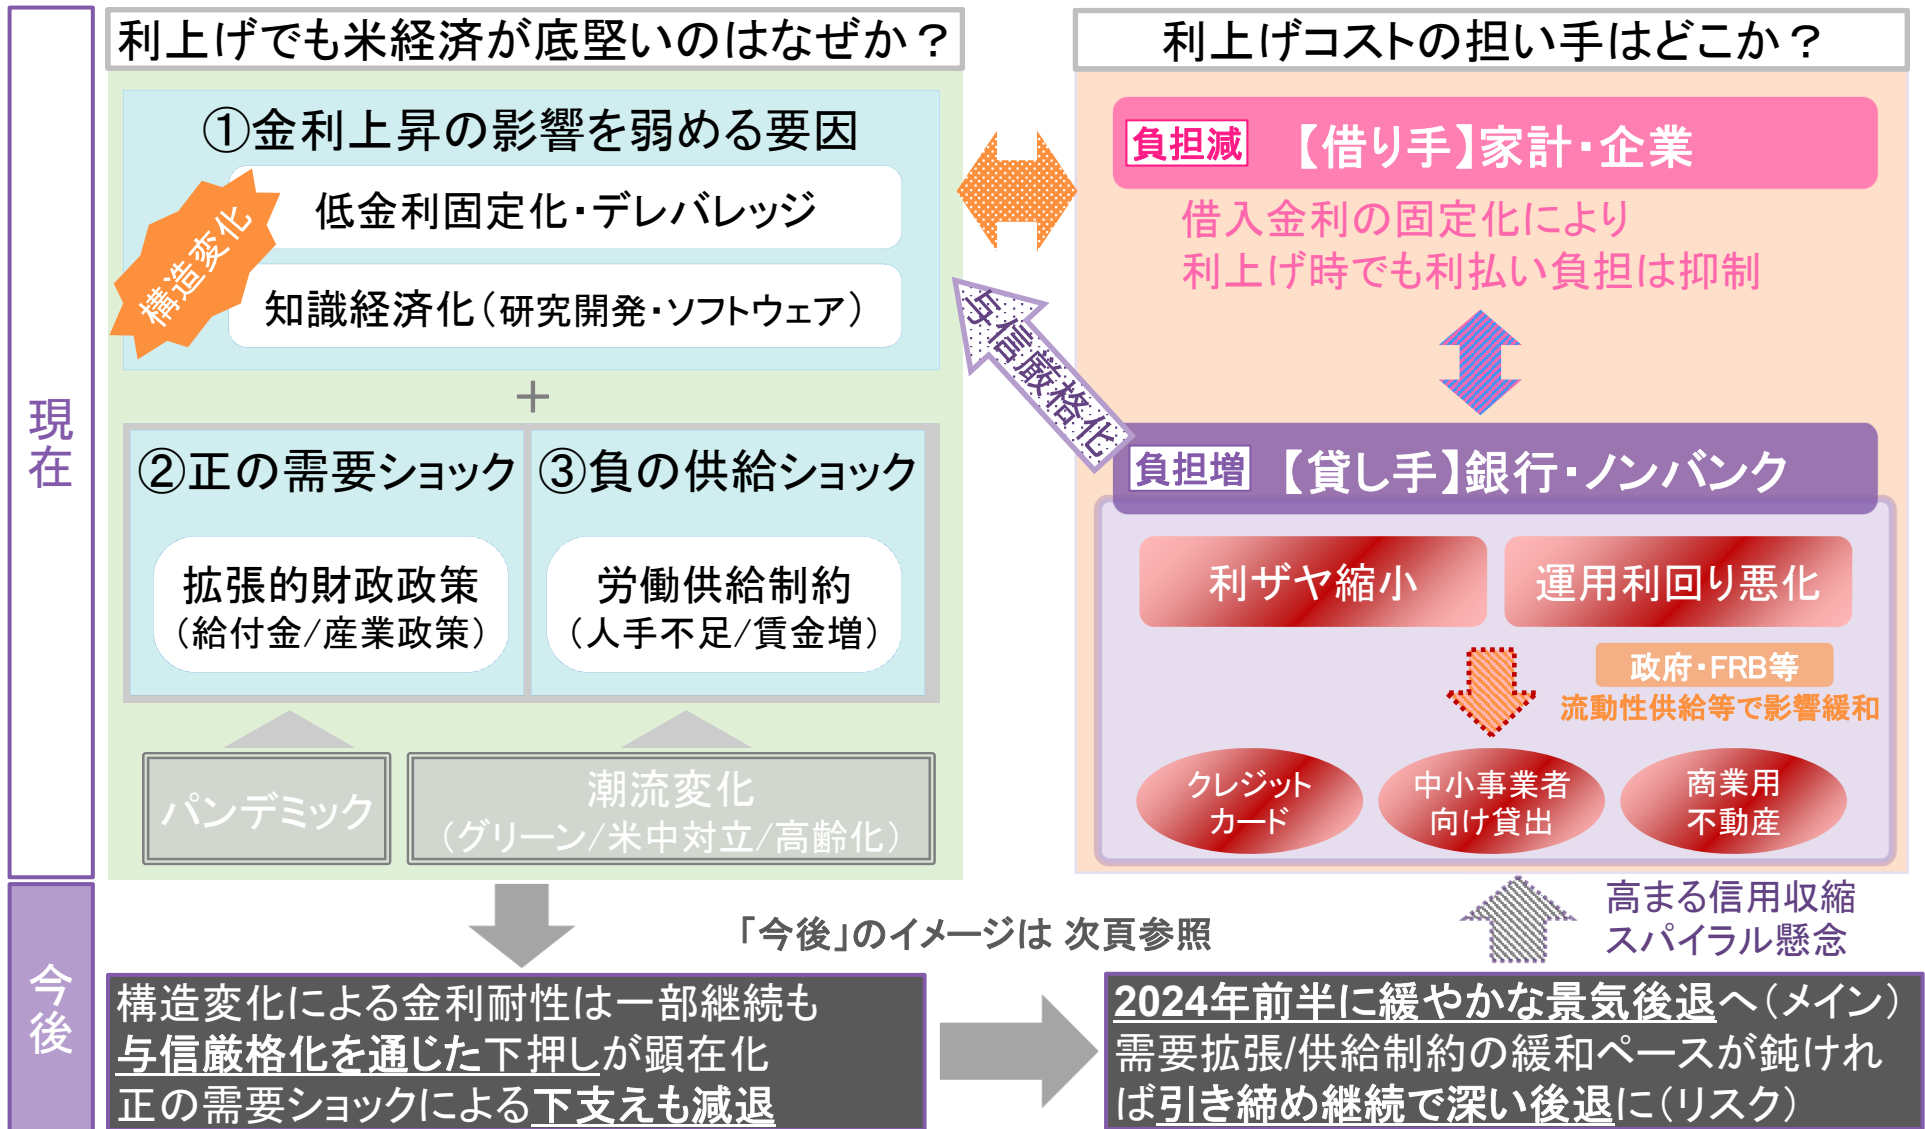 現在
利上げでも米経済が底堅いのはなぜか？
①金利上昇の影響を弱める要因
構造変化
低金利固定化・デレバレッジ
知識経済化（研究開発・ソフトウェア）
＋
②正の需要ショック
拡張的財政政策
（給付金/産業政策）
③負の供給ショック
労働供給制約
（人手不足/賃金増）
パンデミック
潮流変化
（グリーン/米中対立/高齢化）
利上げコストの担い手はどこか？
負担減
【借り手】家計・企業
借入金利の固定化により
利上げ時でも利払い負担は抑制
与信厳格化
負担増
【貸し手】銀行・ノンバンク
利ザヤ縮小
運用利回り悪化
政府・FRB等
流動性供給等で影響緩和
クレジット
カード
中小事業者
向け貸出
商業用
不動産
今後
「今後」のイメージは 次頁参照
高まる信用収縮
スパイラル懸念
構造変化による金利耐性は一部継続も
与信厳格化を通じた下押しが顕在化
正の需要ショックによる下支えも減退
2024年前半に緩やかな景気後退へ（メイン）
需要拡張/供給制約の緩和ペースが鈍けれ
ば引き締め継続で深い後退に（リスク）